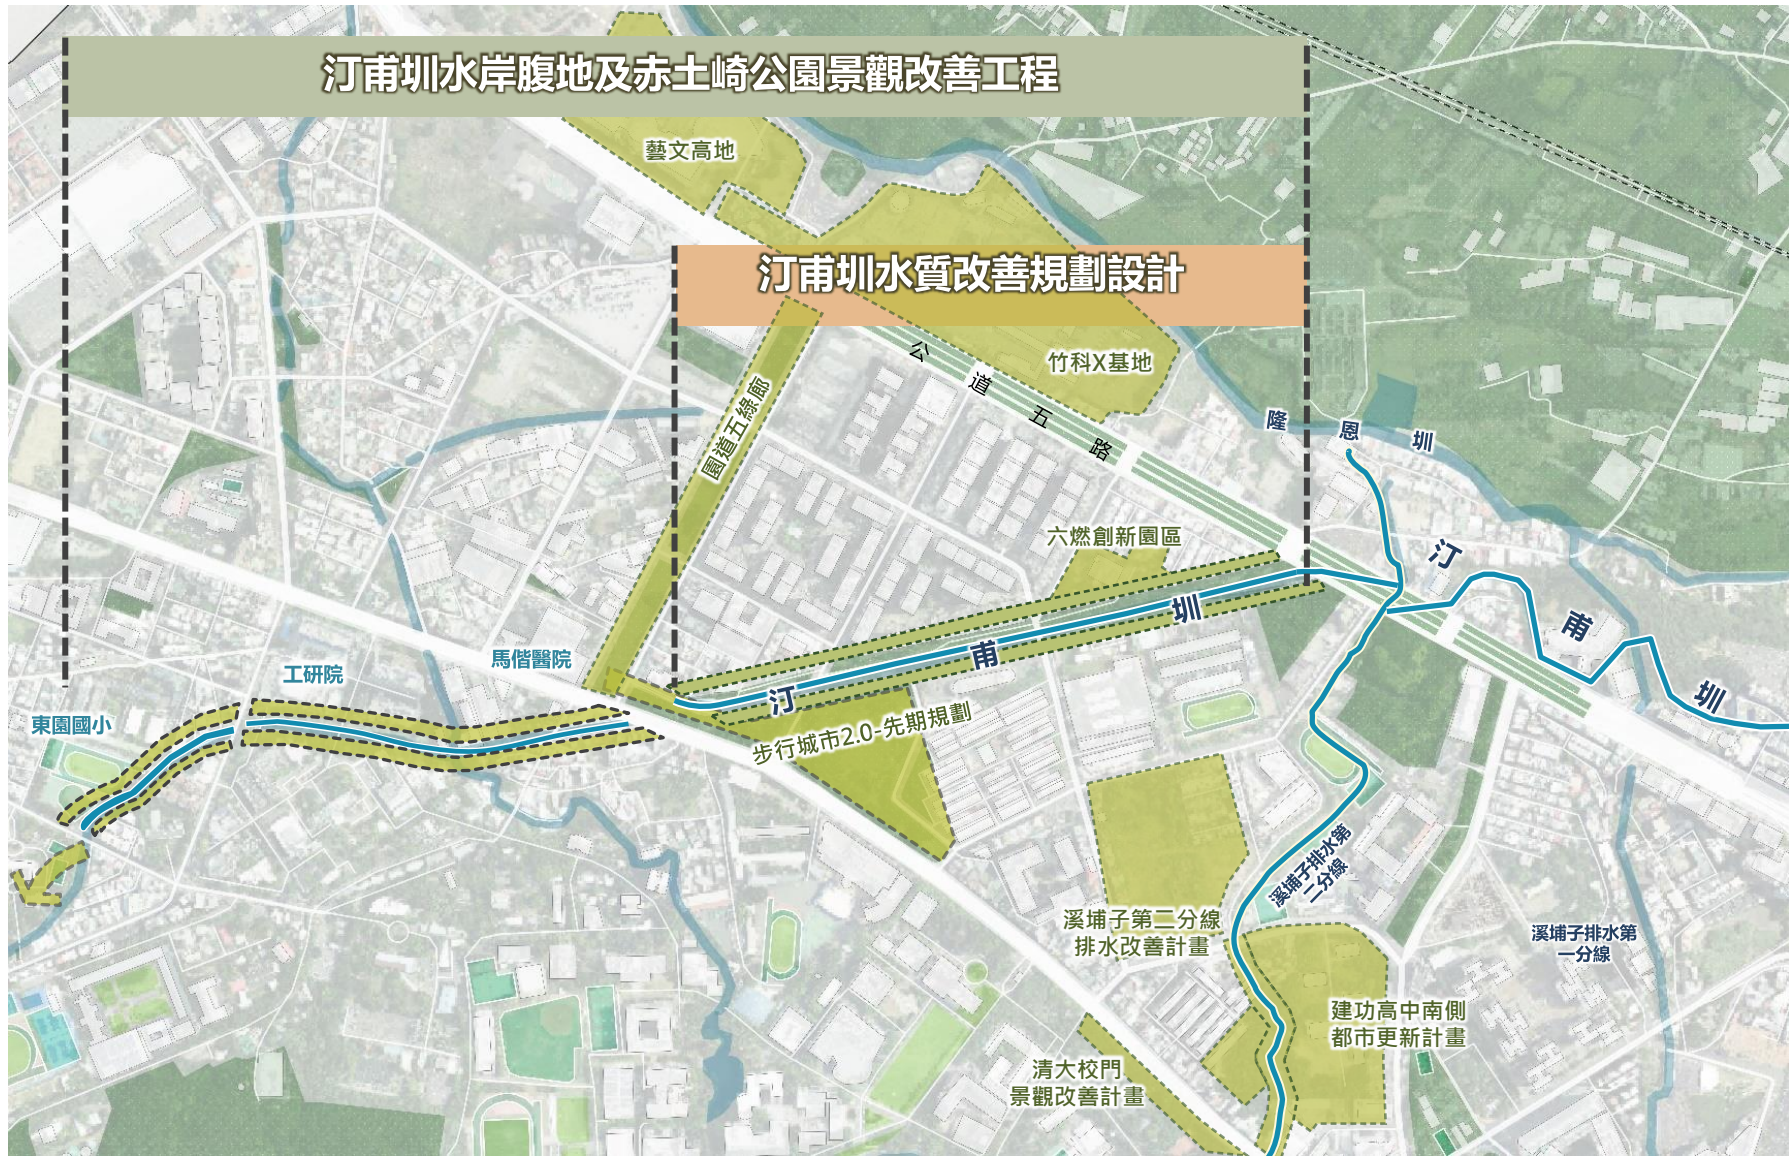 汀甫圳水岸腹地及赤土崎公園景觀改善工程
藝文高地
汀甫圳水質改善規劃設計
公道五路
竹科X基地
園道五綠廊
隆恩圳
六燃創新園區
汀甫圳
汀甫圳
馬偕醫院
工研院
東園國小
步行城市2.0-先期規劃
溪埔子排水第
二分線
溪埔子第二分線
排水改善計畫
溪埔子排水第
一分線
建功高中南側
都市更新計畫
清大校門
景觀改善計畫